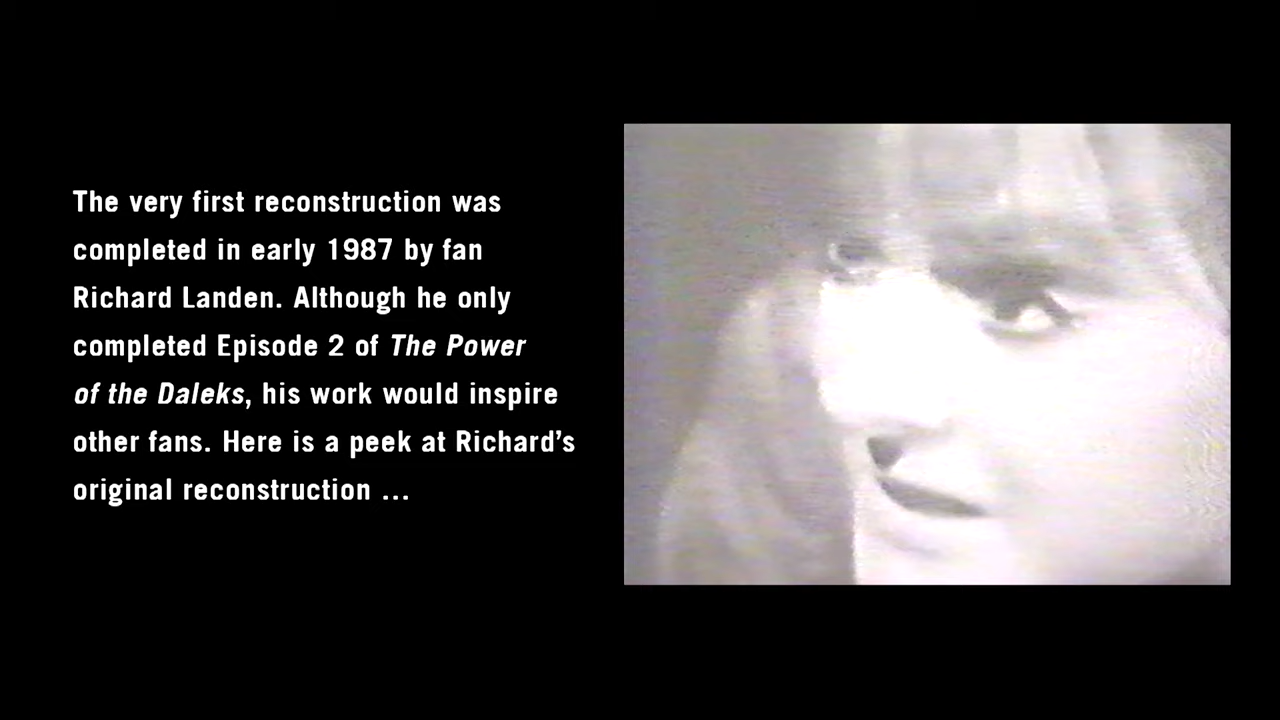 The very first reconstruction was
completed in early 1987 by fan
Richard Landen. Although he only
completed Episode 2 of The Power
of the Daleks, his work would inspire
other fans. Here is a peek at Richard’s
original reconstruction ...